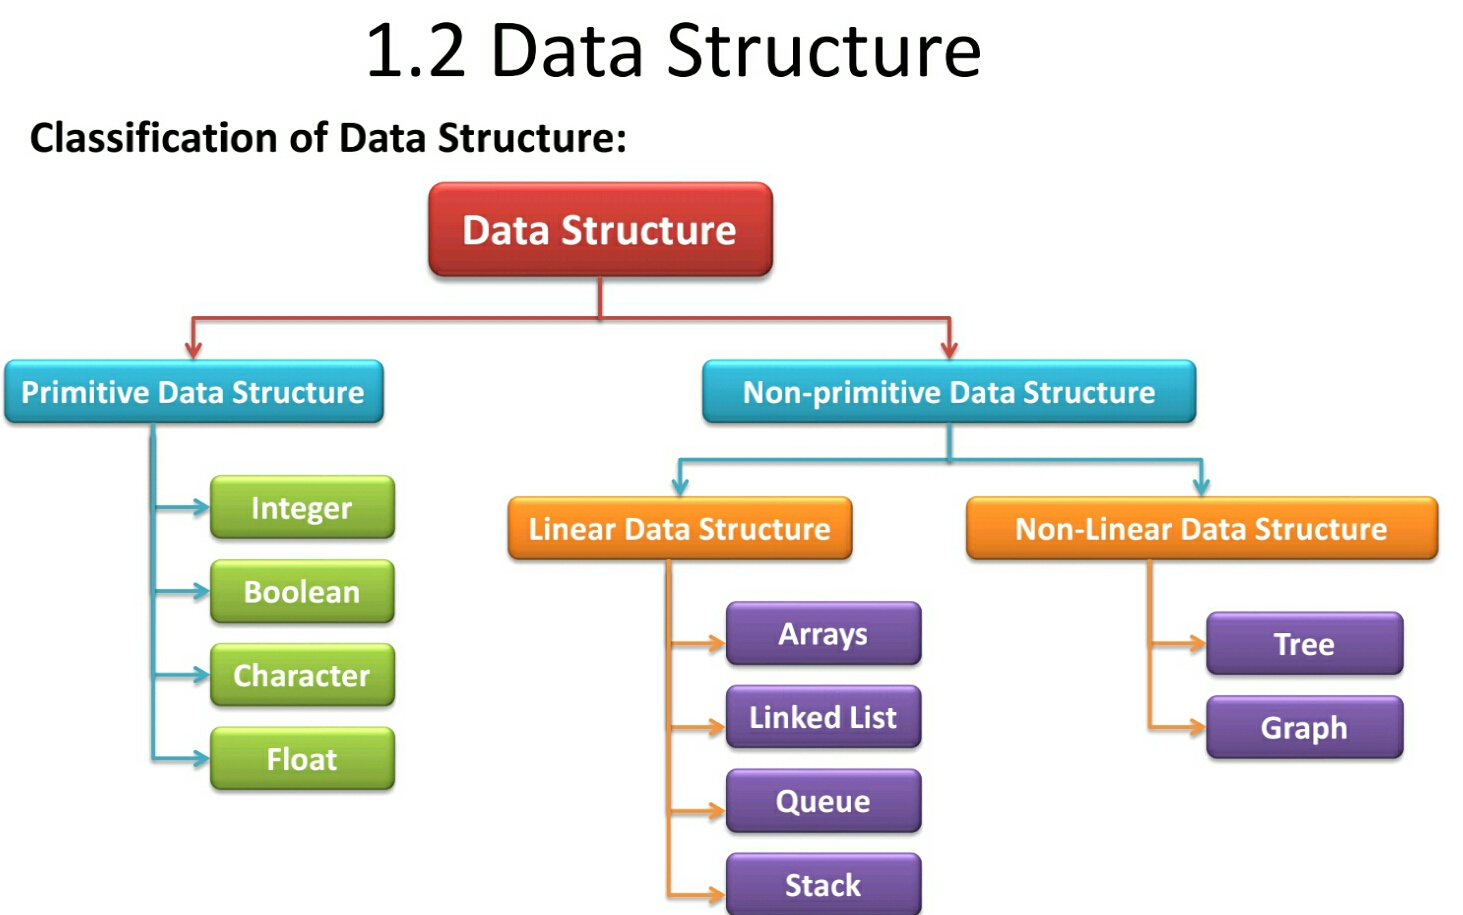 1.2 Data Structure
Classification of Data Structure:
Data Structure
Primitive Data Structure
Non-primitive Data Structure
Integer
Boolean
Character
Float
Linear Data Structure
Non-Linear Data Structure
Arrays
Linked List
Queue
Stack
Tree
Graph